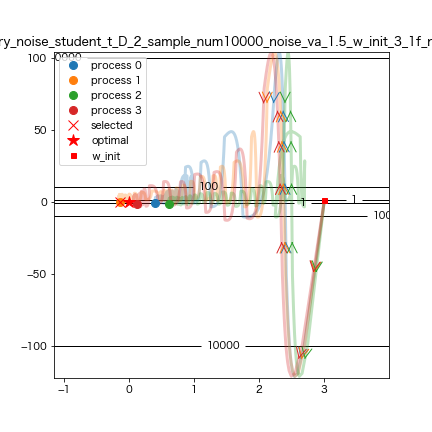 ry_noise_student_t_D_2_sample_num10000_noise_va_1.5_w_init_3_1f_r
100
50
0
−50
−100
−1
0
1
2
3
process 0
process 1
process 2
process 3
selected
optimal
w_init
100
1
1
100
10000